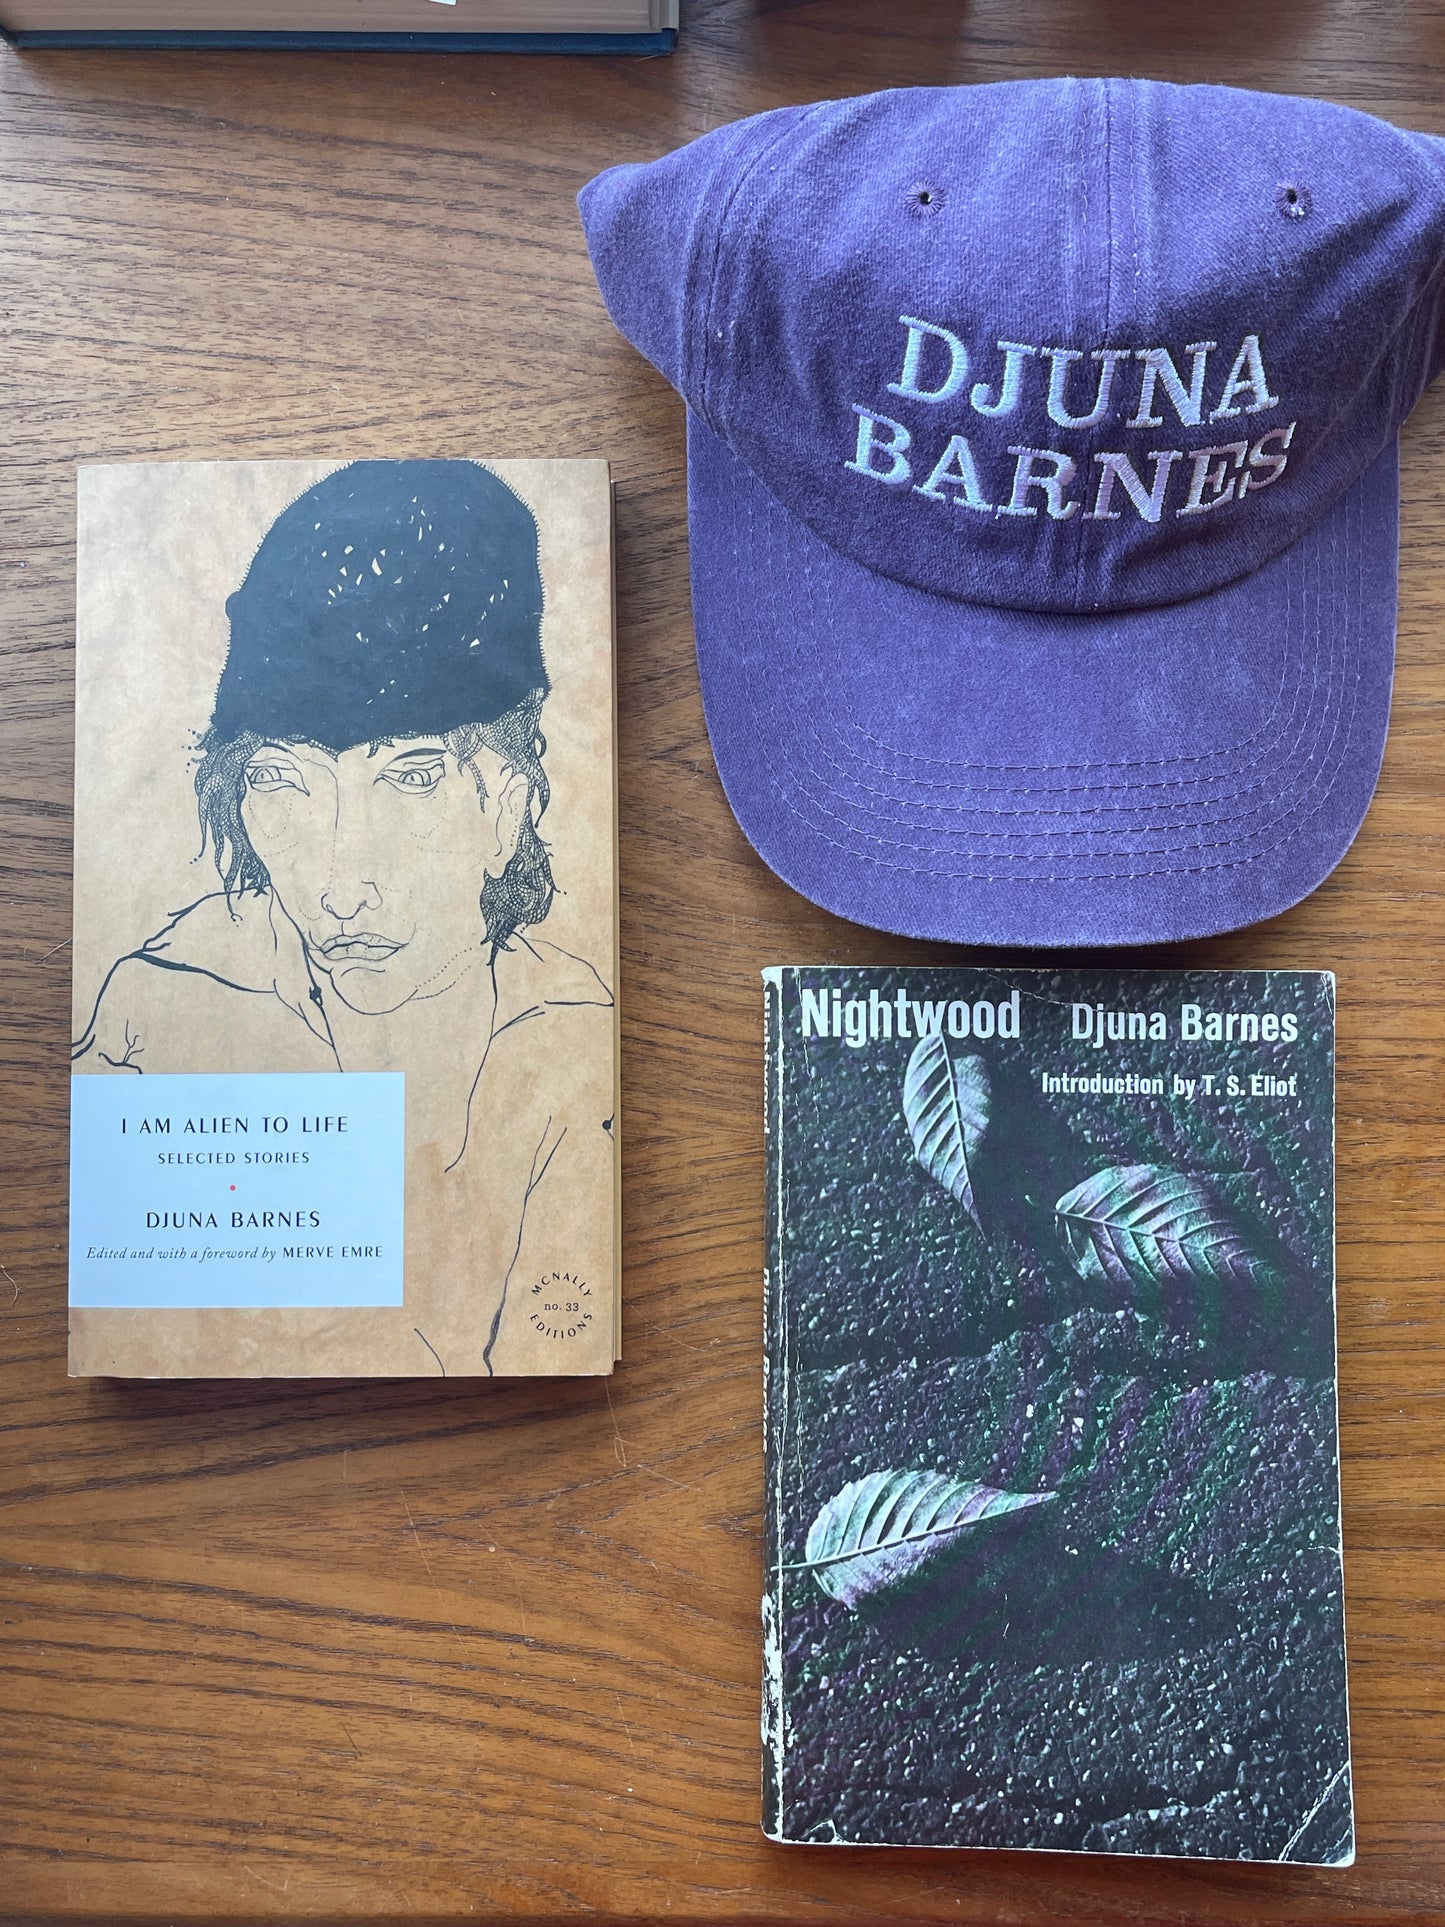 DJUNA
BARNES
I AM ALIEN TO LIFE
SELECTED STORIES
DJUNA BARNES
Edited and with a foreword by MERVE EMRE
MCNALLY
no. 33
EDITIONS
Nightwood Djuna Barnes
Introduction by T. S. Eliot